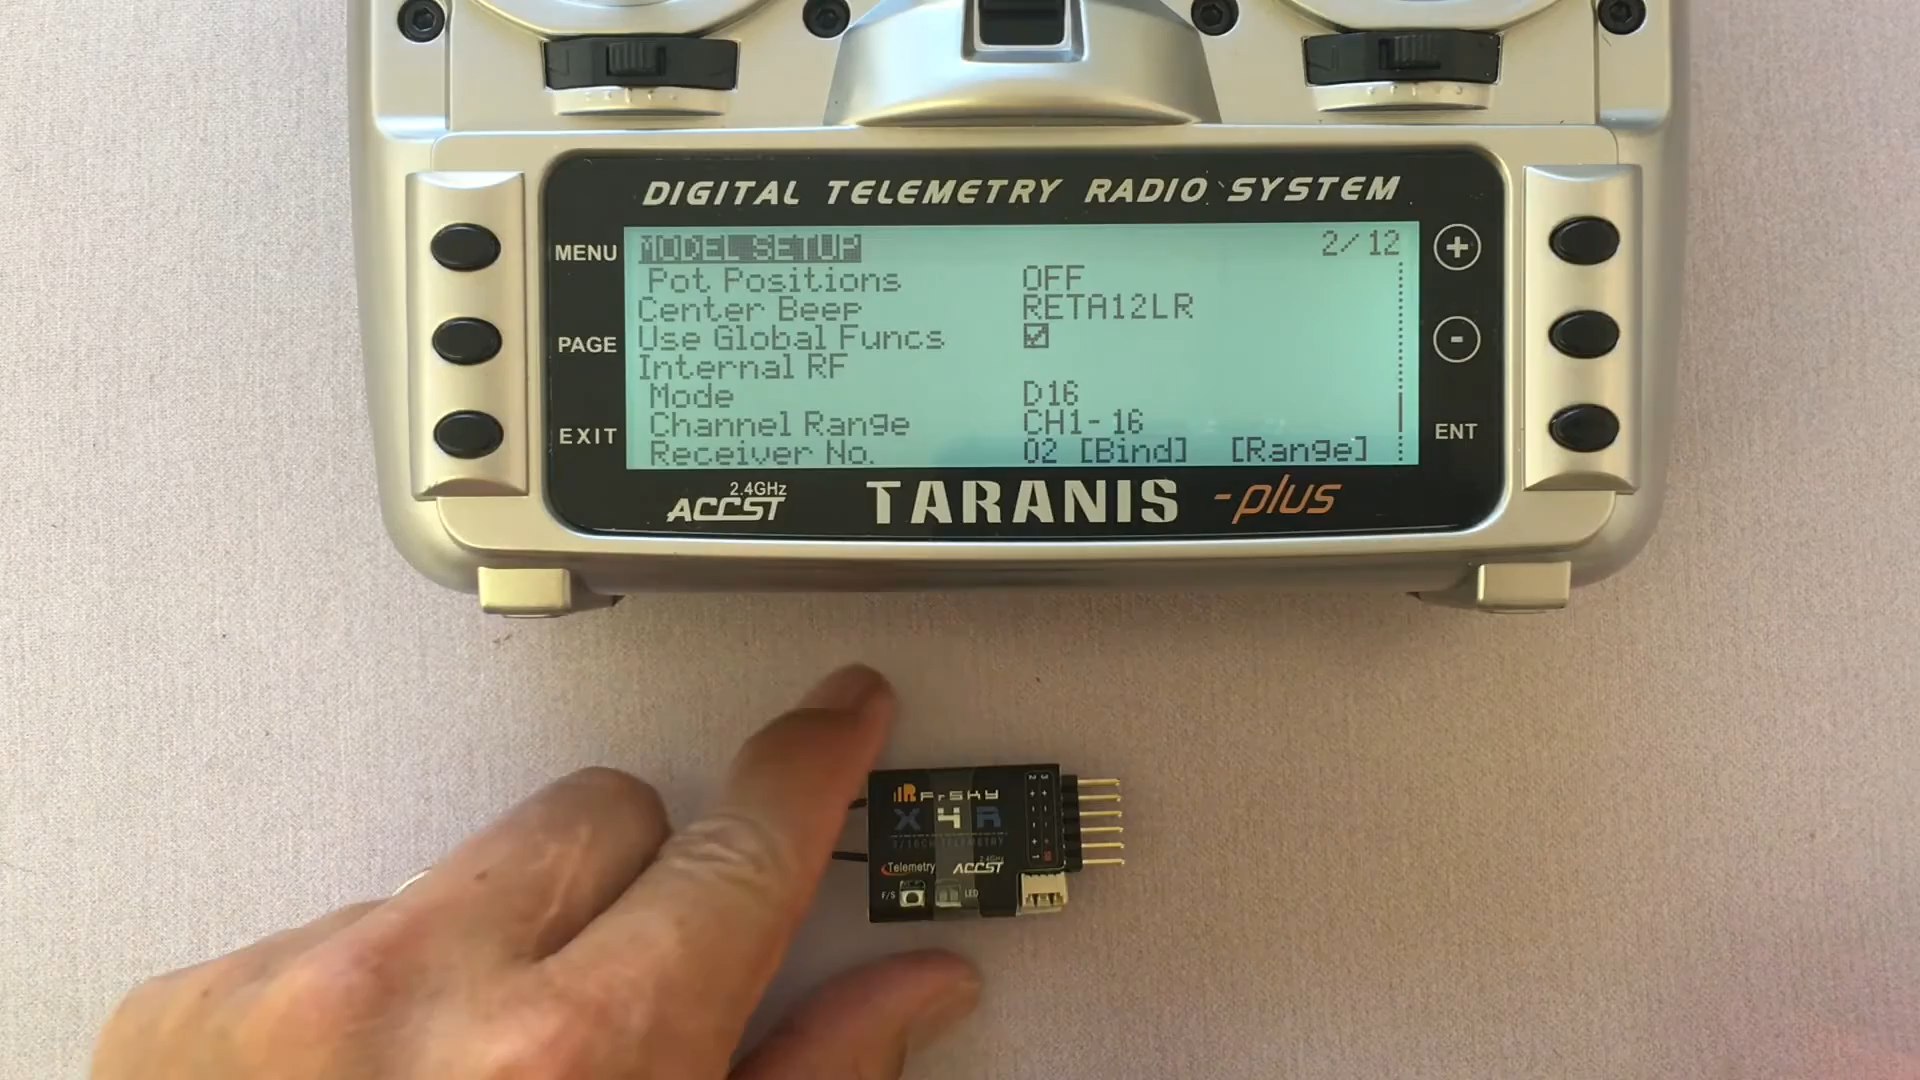 DIGITAL TELEMETRY RADIO SYSTEM
MODEL SETUP 2/12
Pot Positions OFF
Center Beep RETA12LR
Use Global Funcs
Internal RF
Mode D16
Channel Range CH1-16
Receiver No. 02 [Bind] [Range]
MENU
PAGE
EXIT
+
-
ENT
2.4GHz
ACCST TARANIS -plus
FrSKY
X4R
Telemetry ACCST
F/S LED